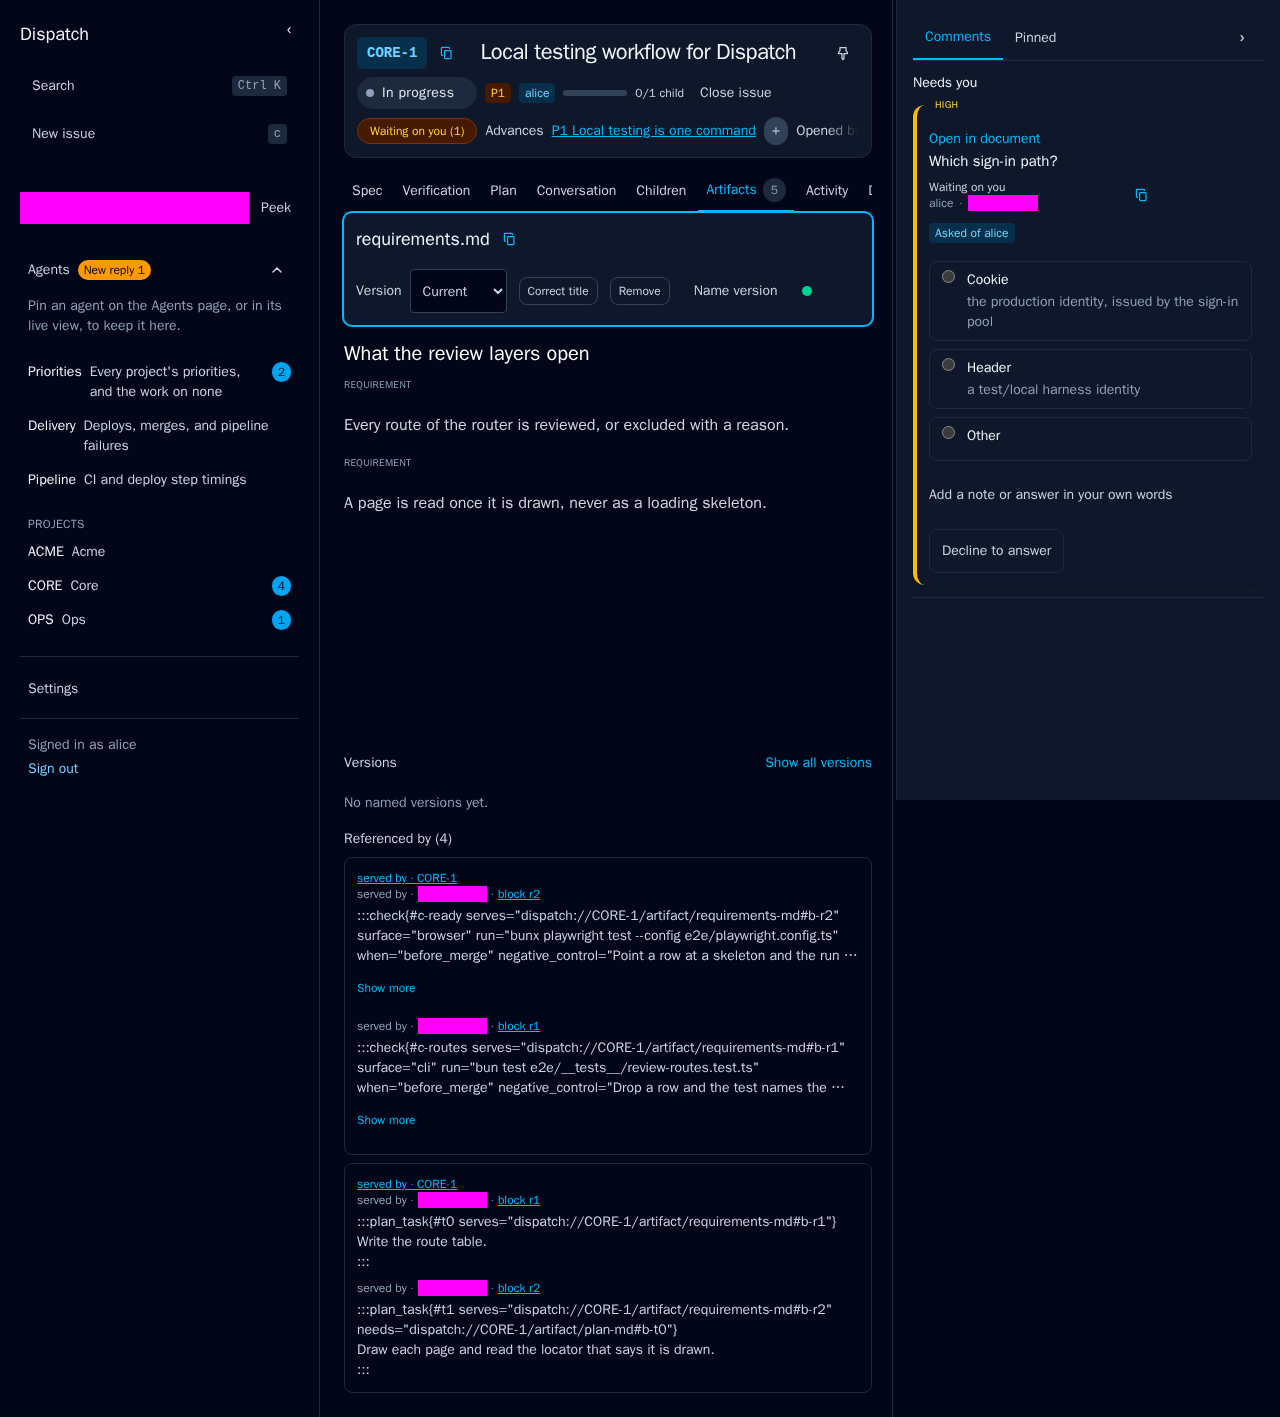 Dispatch
‹
Search
Ctrl K
New issue
C
Peek
Agents
New reply 1
Pin an agent on the Agents page, or in its
live view, to keep it here.
Priorities
Every project's priorities,
and the work on none
2
Delivery
Deploys, merges, and pipeline
failures
Pipeline
CI and deploy step timings
PROJECTS
ACME Acme
CORE Core
4
OPS Ops
1
Settings
Signed in as alice
Sign out
CORE-1
Local testing workflow for Dispatch
In progress
P1
alice
0/1 child
Close issue
Waiting on you (1)
Advances
P1 Local testing is one command
+
Opened by
Spec
Verification
Plan
Conversation
Children
Artifacts 5
Activity
requirements.md
Version
Current
Correct title
Remove
Name version
What the review layers open
REQUIREMENT
Every route of the router is reviewed, or excluded with a reason.
REQUIREMENT
A page is read once it is drawn, never as a loading skeleton.
Versions
Show all versions
No named versions yet.
Referenced by (4)
served by · CORE-1
served by ·
· block r2
:::check{#c-ready serves="dispatch://CORE-1/artifact/requirements-md#b-r2"
surface="browser" run="bunx playwright test --config e2e/playwright.config.ts"
when="before_merge" negative_control="Point a row at a skeleton and the run ···
Show more
served by ·
· block r1
:::check{#c-routes serves="dispatch://CORE-1/artifact/requirements-md#b-r1"
surface="cli" run="bun test e2e/__tests__/review-routes.test.ts"
when="before_merge" negative_control="Drop a row and the test names the ···
Show more
served by · CORE-1
served by ·
· block r1
:::plan_task{#t0 serves="dispatch://CORE-1/artifact/requirements-md#b-r1"}
Write the route table.
:::
served by ·
· block r2
:::plan_task{#t1 serves="dispatch://CORE-1/artifact/requirements-md#b-r2"
needs="dispatch://CORE-1/artifact/plan-md#b-t0"}
Draw each page and read the locator that says it is drawn.
:::
Comments
Pinned
›
Needs you
HIGH
Open in document
Which sign-in path?
Waiting on you
alice ·
Asked of alice
Cookie
the production identity, issued by the sign-in
pool
Header
a test/local harness identity
Other
Add a note or answer in your own words
Decline to answer